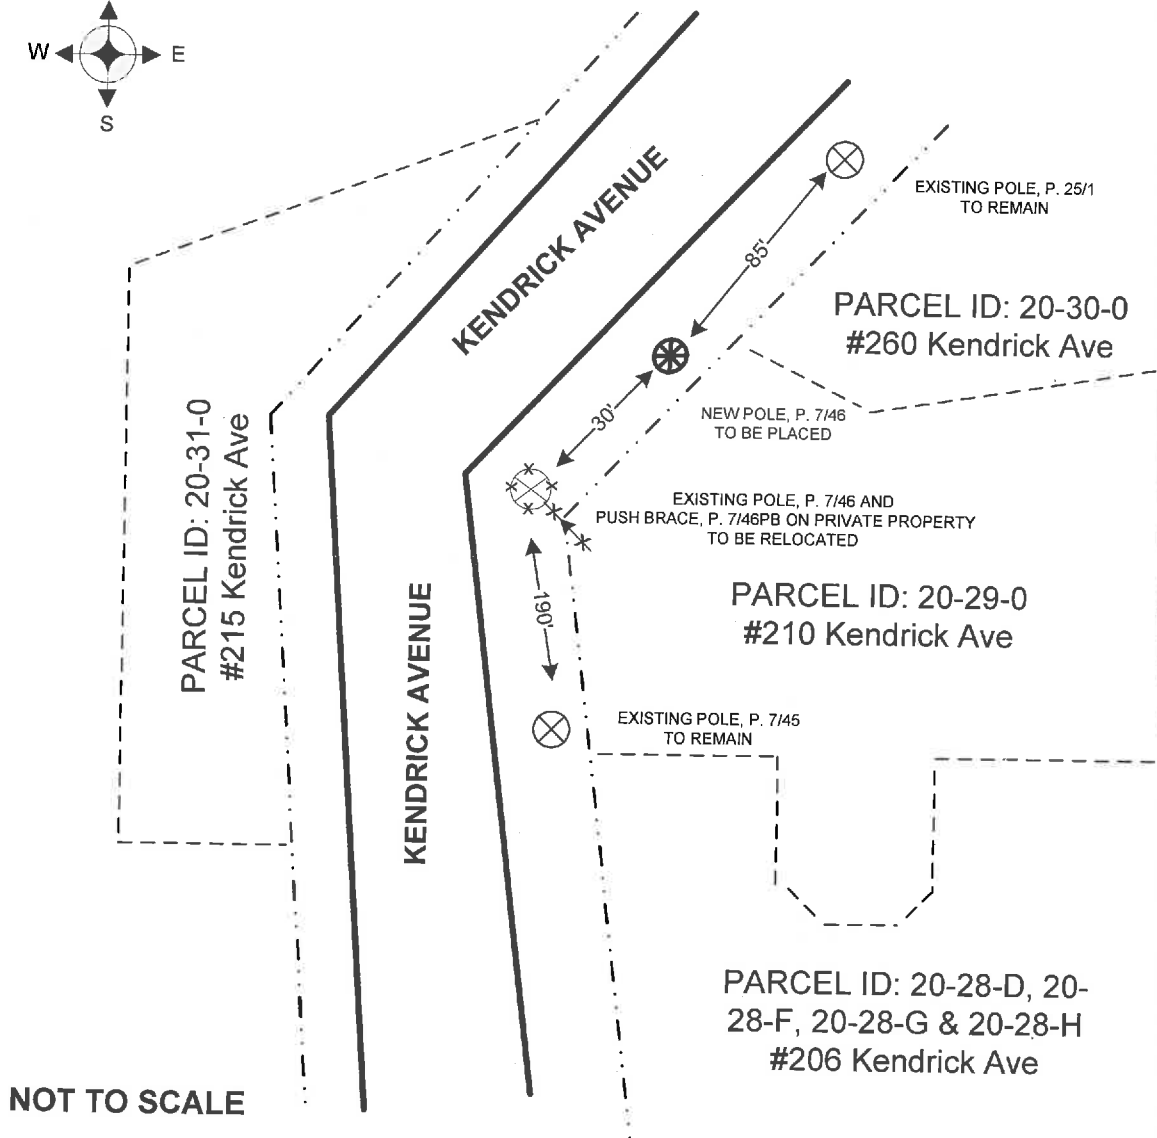 W
E
S
KENDRICK AVENUE
EXISTING POLE, P. 25/1
TO REMAIN
85'
PARCEL ID: 20-30-0
#260 Kendrick Ave
30'
NEW POLE, P. 7/46
TO BE PLACED
PARCEL ID: 20-31-0
#215 Kendrick Ave
EXISTING POLE, P. 7/46 AND
PUSH BRACE, P. 7/46PB ON PRIVATE PROPERTY
TO BE RELOCATED
190'
PARCEL ID: 20-29-0
#210 Kendrick Ave
KENDRICK AVENUE
EXISTING POLE, P. 7/45
TO REMAIN
PARCEL ID: 20-28-D, 20-
28-F, 20-28-G & 20-28-H
#206 Kendrick Ave
NOT TO SCALE